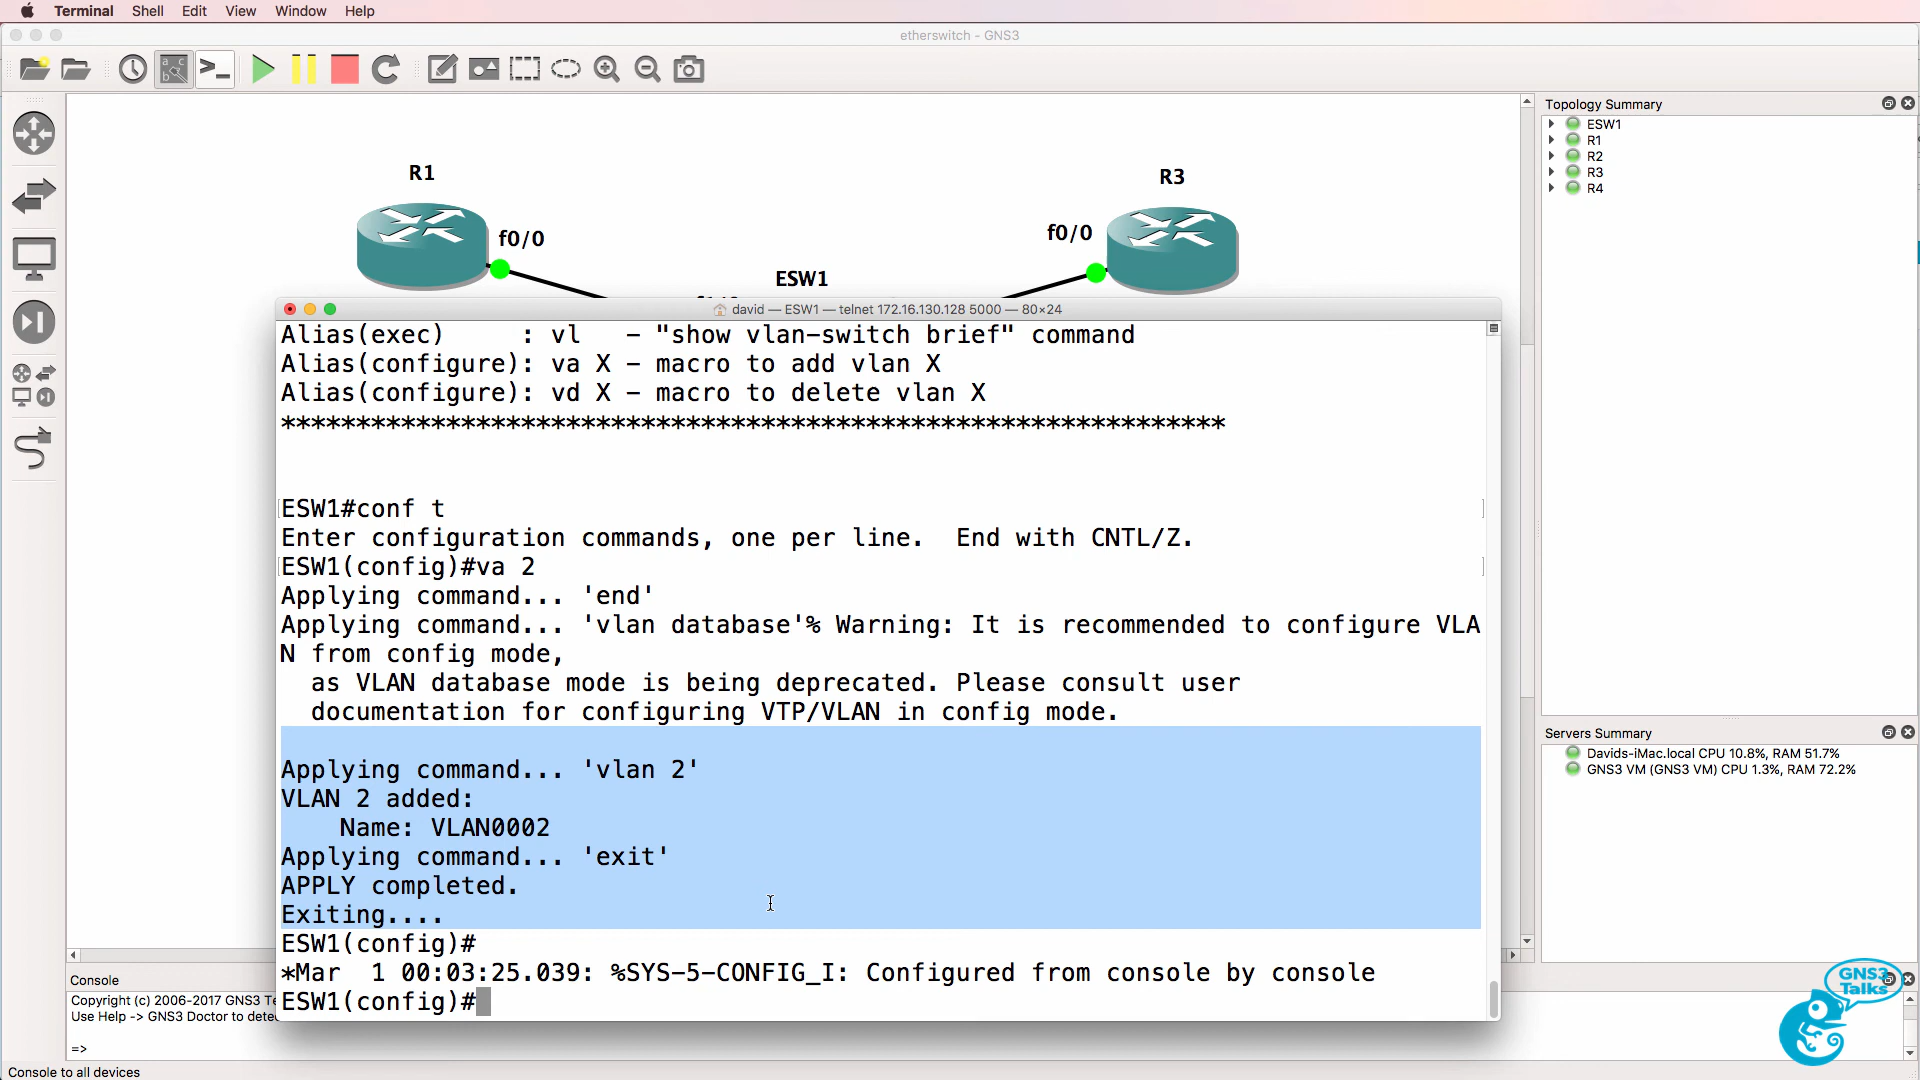 Terminal Shell Edit View Window Help
etherswitch - GNS3
Topology Summary
ESW1
R1
R2
R3
R4
R1
R3
f0/0
f0/0
ESW1
david — ESW1 — telnet 172.16.130.128 5000 — 80×24
Alias(exec)     : vl   - "show vlan-switch brief" command
Alias(configure): va X - macro to add vlan X
Alias(configure): vd X - macro to delete vlan X
***************************************************************
ESW1#conf t
Enter configuration commands, one per line.  End with CNTL/Z.
ESW1(config)#va 2
Applying command... 'end'
Applying command... 'vlan database'% Warning: It is recommended to configure VLA
N from config mode,
  as VLAN database mode is being deprecated. Please consult user
  documentation for configuring VTP/VLAN in config mode.
Applying command... 'vlan 2'
VLAN 2 added:
    Name: VLAN0002
Applying command... 'exit'
APPLY completed.
Exiting....
ESW1(config)#
*Mar  1 00:03:25.039: %SYS-5-CONFIG_I: Configured from console by console
ESW1(config)#
Servers Summary
Davids-iMac.local CPU 10.8%, RAM 51.7%
GNS3 VM (GNS3 VM) CPU 1.3%, RAM 72.2%
Console
Copyright (c) 2006-2017 GNS3
Use Help -> GNS3 Doctor to
=>
Console to all devices
GNS3
Talks